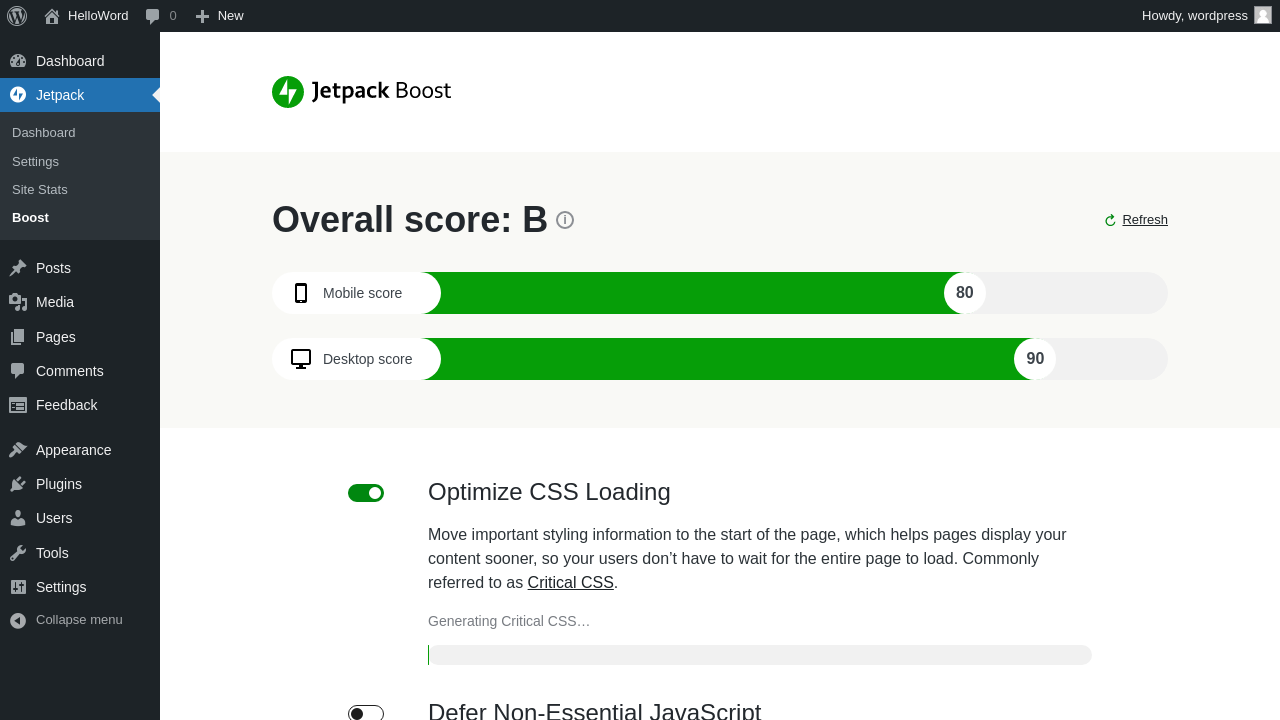 HelloWord
0
New
Howdy, wordpress
Dashboard
Jetpack
Dashboard
Settings
Site Stats
Boost
Posts
Media
Pages
Comments
Feedback
Appearance
Plugins
Users
Tools
Settings
Collapse menu
Jetpack Boost
Overall score: B
Refresh
Mobile score
80
Desktop score
90
Optimize CSS Loading
Move important styling information to the start of the page, which helps pages display your
content sooner, so your users don’t have to wait for the entire page to load. Commonly
referred to as Critical CSS.
Generating Critical CSS…
Defer Non-Essential JavaScript